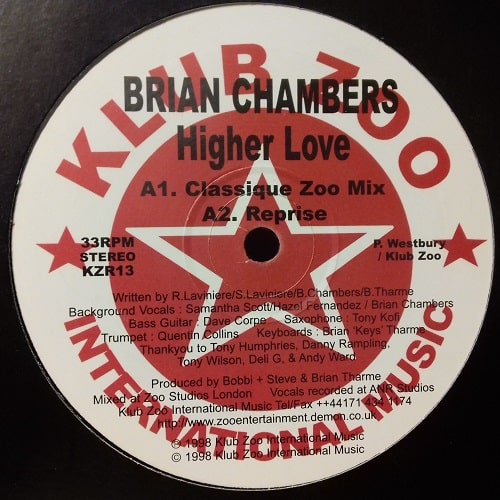 KLUB ZOO
BRIAN CHAMBERS
Higher Love
A1. Classique Zoo Mix
A2. Reprise
33RPM
STEREO
KZR13
P. Westbury
/ Klub Zoo
Written by R.Laviniere/S.Laviniere/B.Chambers/B.Tharme
Background Vocals : Samantha Scott/Hazel Fernandez / Brian Chambers
Bass Guitar : Dave Corpe Saxophone : Tony Kofi
Trumpet : Quentin Collins Keyboards : Brian 'Keys' Tharme
Thankyou to Tony Humphries, Danny Rampling,
Tony Wilson, Deli G, & Andy Ward
Produced by Bobbi + Steve & Brian Tharme
Mixed at Zoo Studios London Vocals recorded at ANR Studios
Klub Zoo International Music Tel/Fax ++44171 434 1174
http://www.zooentertainment.demon.co.uk
℗ 1998 Klub Zoo International Music
© 1998 Klub Zoo International Music
INTERNATIONAL MUSIC